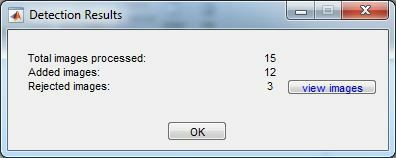 Detection Results
Total images processed: 15
Added images: 12
Rejected images: 3 view images
OK